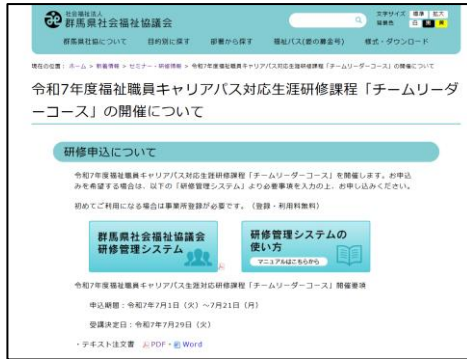 社会福祉法人
群馬県社会福祉協議会
文字サイズ 標準 拡大
背景色 白 黒 黄
群馬県社協について 目的別に探す 部署から探す 福祉パス(善の募金号) 様式・ダウンロード
現在の位置: ホーム > 新着情報 > セミナー・研修情報 > 令和7年度福祉職員キャリアパス対応生涯研修課程「チームリーダーコース」の開催について
令和7年度福祉職員キャリアパス対応生涯研修課程「チームリーダ
ーコース」の開催について
研修申込について
令和7年度福祉職員キャリアパス対応生涯研修課程「チームリーダーコース」を開催します。お申込
みを希望する場合は、以下の「研修管理システム」より必要事項を入力の上、お申し込みください。
初めてご利用になる場合は事業所登録が必要です。(登録・利用料無料)
群馬県社会福祉協議会
研修管理システム
研修管理システムの
使い方
マニュアルはこちらから
令和7年度福祉職員キャリアパス生涯対応研修課程「チームリーダーコース」開催要項
申込期間:令和7年7月1日(火)～7月21日(月)
受講決定日:令和7年7月29日(火)
・テキスト注文書 PDF・Word